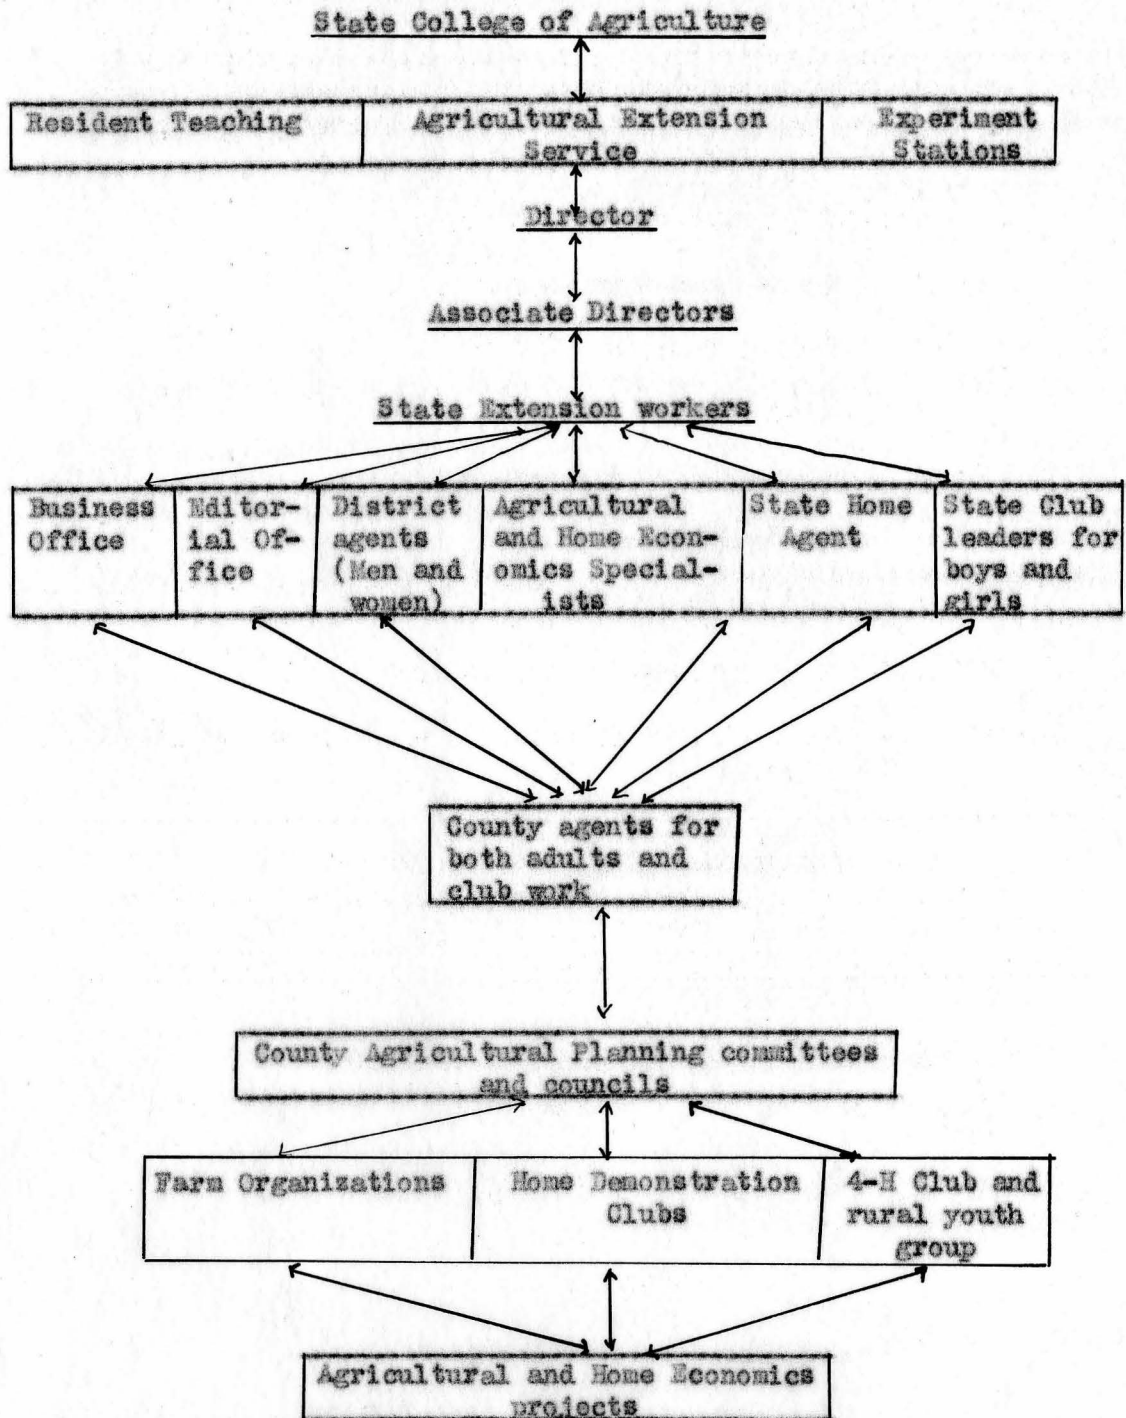 State College of Agriculture
Resident Teaching
Agricultural Extension
Service
Experiment
Stations
Director
Associate Directors
State Extension workers
Business
Office
Editor-
ial Of-
fice
District
agents
(Men and
women)
Agricultural
and Home Econ-
omics Special-
ists
State Home
Agent
State Club
leaders for
boys and
girls
County agents for
both adults and
club work
County Agricultural Planning committees
and councils
Farm Organizations
Home Demonstration
Clubs
4-H Club and
rural youth
group
Agricultural and Home Economics
projects